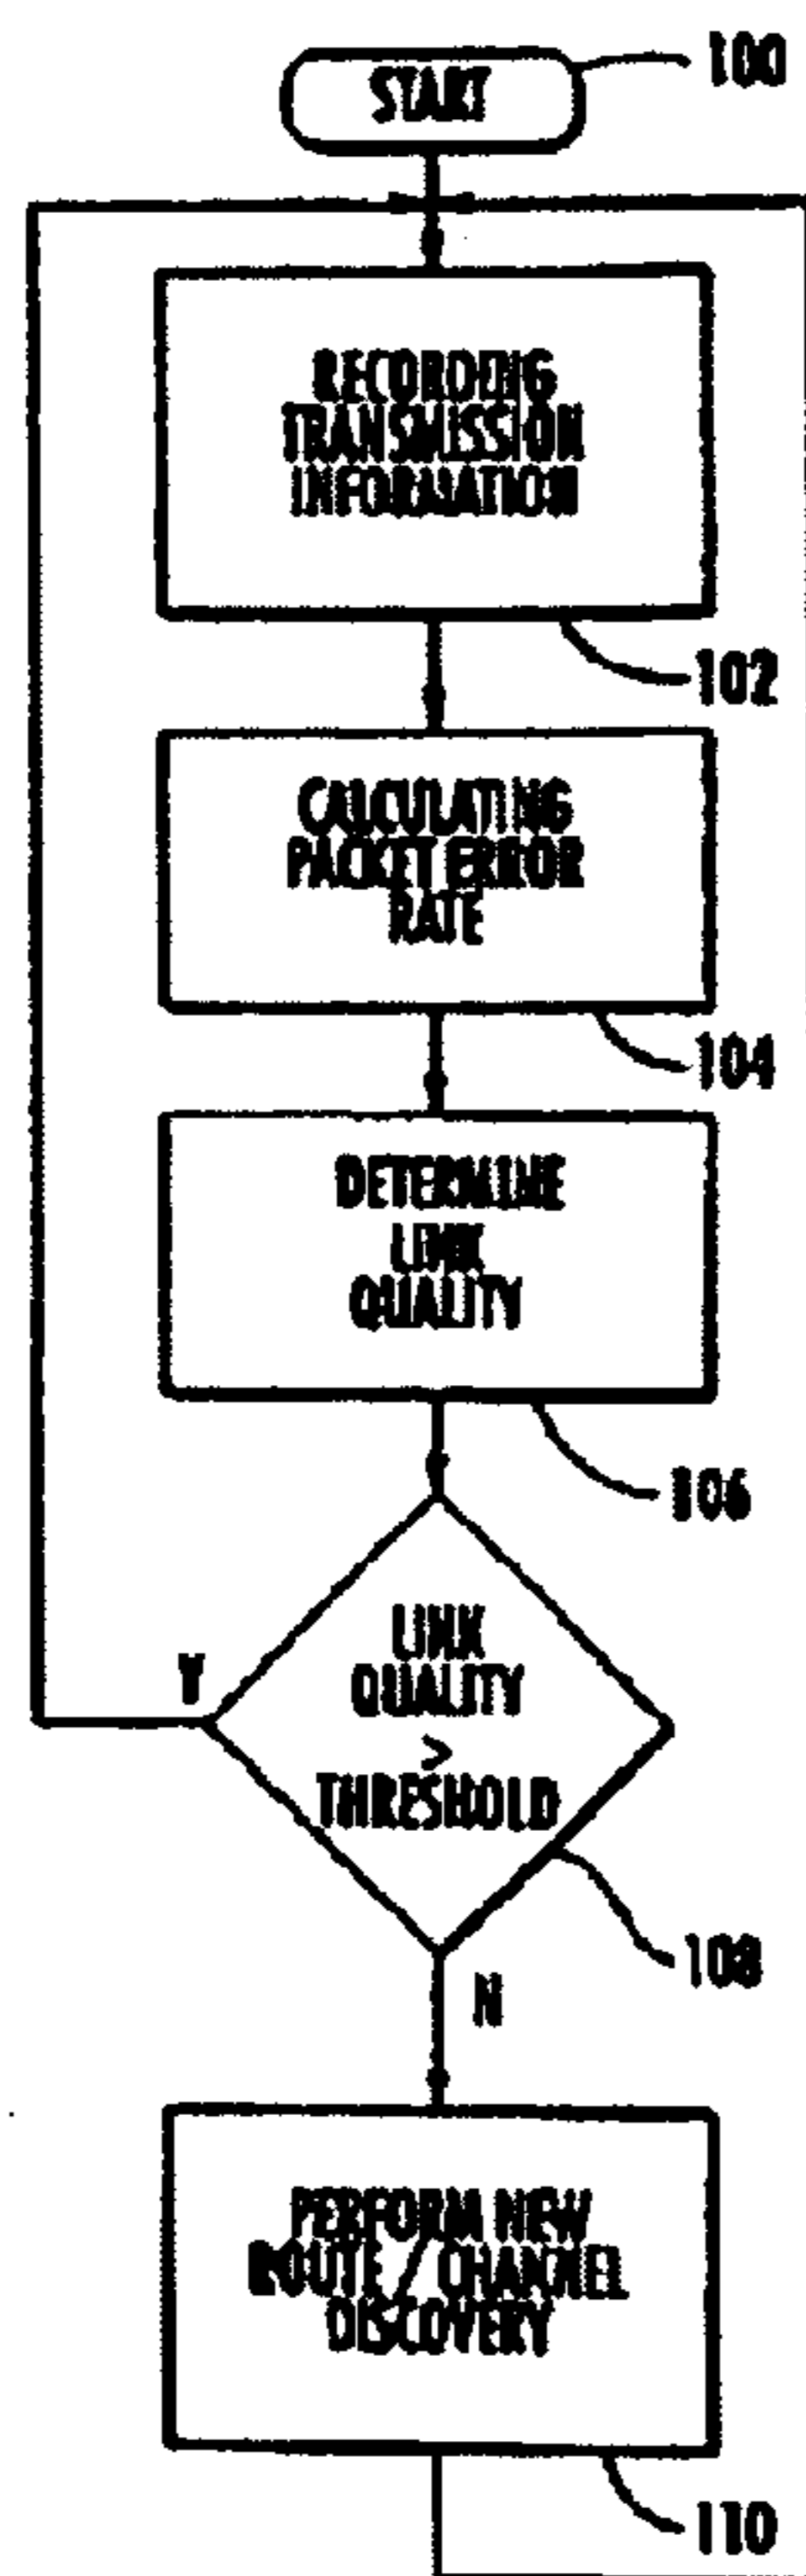 START
100
RECORDING
TRANSMISSION
INFORMATION
102
CALCULATING
PACKET ERROR
RATE
104
DETERMINE
LINK
QUALITY
106
LINK
QUALITY
>
THRESHOLD
Y
108
N
PERFORM NEW
ROUTE / CHANNEL
DISCOVERY
110